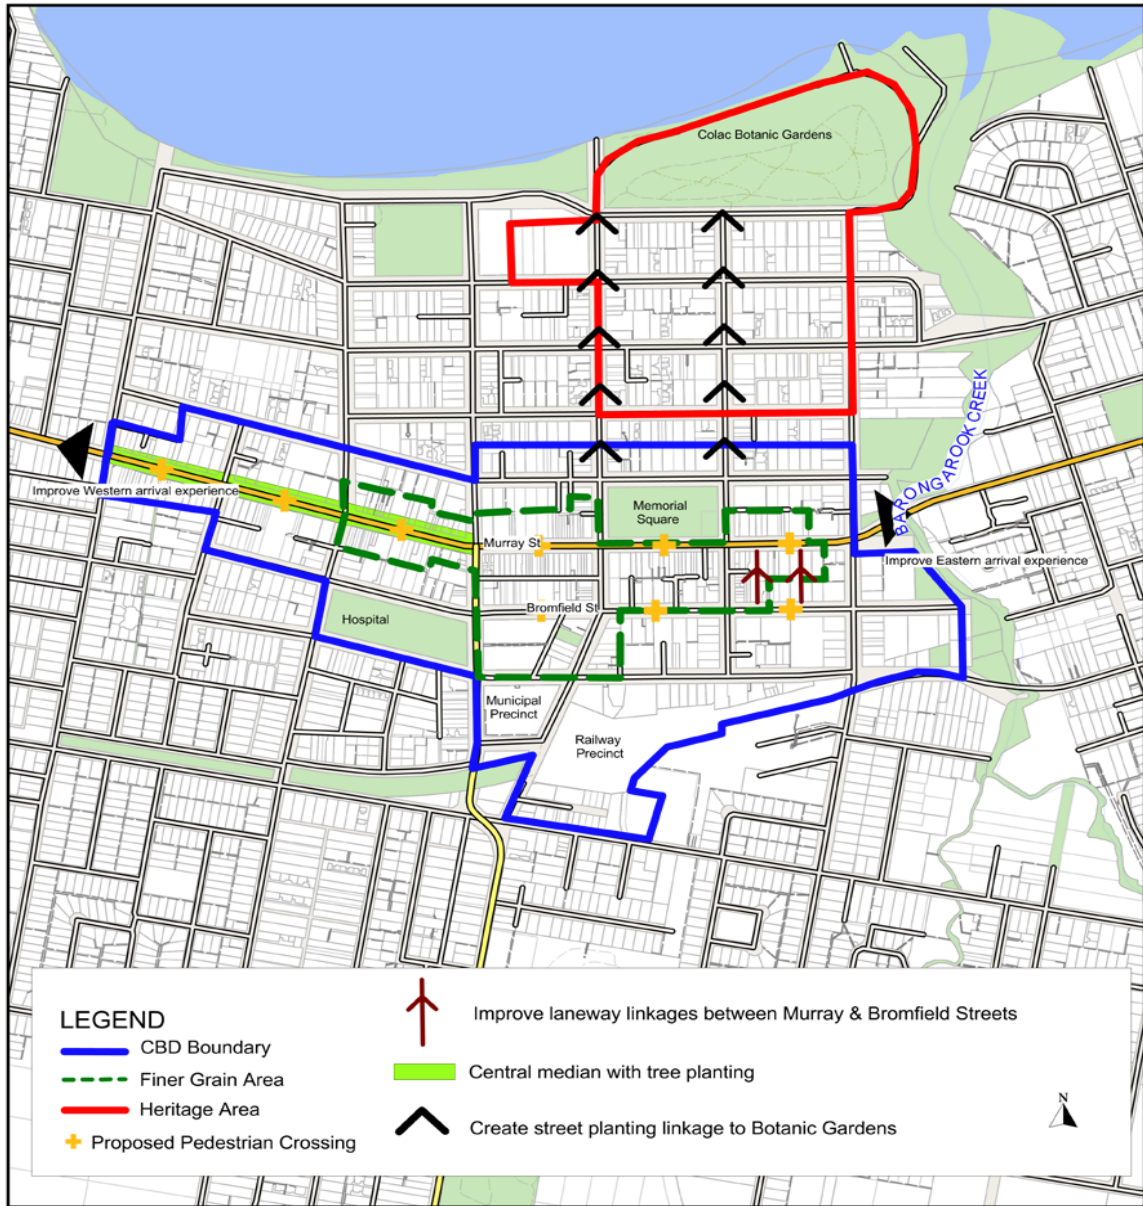 Colac Botanic Gardens
BARONGAROOK CREEK
Improve Western arrival experience
Memorial
Square
Murray St
Improve Eastern arrival experience
Bromfield St
Hospital
Municipal
Precinct
Railway
Precinct
LEGEND
CBD Boundary
Finer Grain Area
Heritage Area
Proposed Pedestrian Crossing
Improve laneway linkages between Murray & Bromfield Streets
Central median with tree planting
Create street planting linkage to Botanic Gardens
N